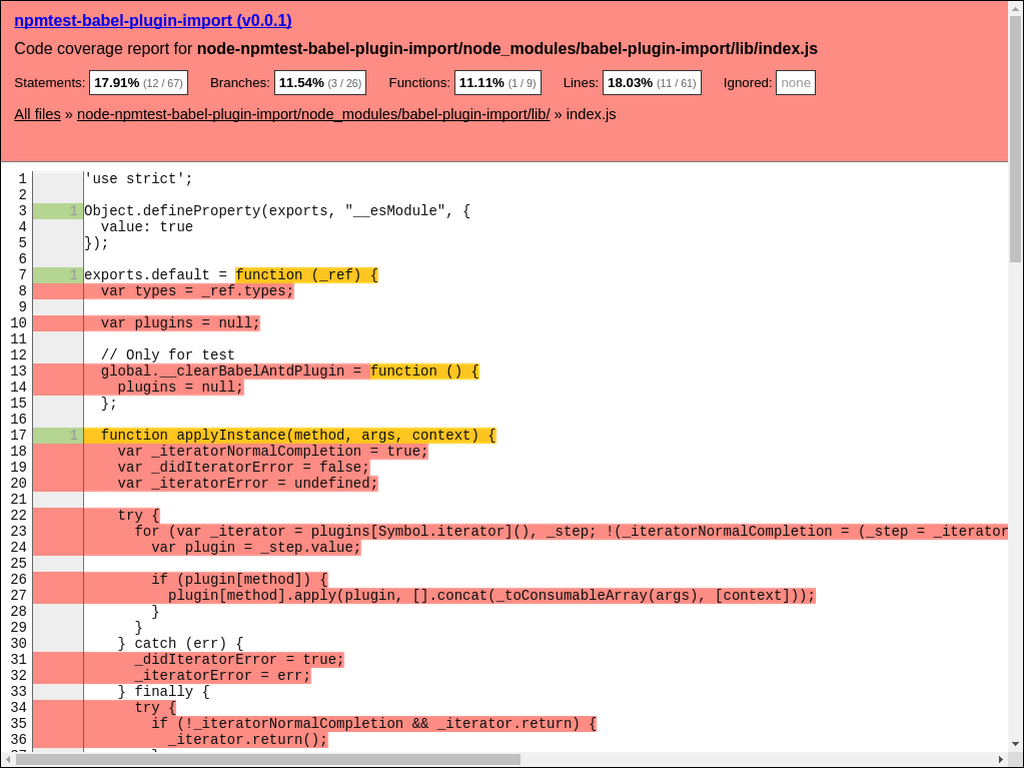 npmtest-babel-plugin-import (v0.0.1)
Code coverage report for node-npmtest-babel-plugin-import/node_modules/babel-plugin-import/lib/index.js
Statements: 17.91% (12 / 67) Branches: 11.54% (3 / 26) Functions: 11.11% (1 / 9) Lines: 18.03% (11 / 61) Ignored: none
All files » node-npmtest-babel-plugin-import/node_modules/babel-plugin-import/lib/ » index.js
1 'use strict';
2
3 1 Object.defineProperty(exports, "__esModule", {
4   value: true
5 });
6
7 1 exports.default = function (_ref) {
8   var types = _ref.types;
9
10   var plugins = null;
11
12   // Only for test
13   global.__clearBabelAntdPlugin = function () {
14     plugins = null;
15   };
16
17 1   function applyInstance(method, args, context) {
18     var _iteratorNormalCompletion = true;
19     var _didIteratorError = false;
20     var _iteratorError = undefined;
21
22     try {
23       for (var _iterator = plugins[Symbol.iterator](), _step; !(_iteratorNormalCompletion = (_step = _iterator
24         var plugin = _step.value;
25
26         if (plugin[method]) {
27           plugin[method].apply(plugin, [].concat(_toConsumableArray(args), [context]));
28         }
29       }
30     } catch (err) {
31       _didIteratorError = true;
32       _iteratorError = err;
33     } finally {
34       try {
35         if (!_iteratorNormalCompletion && _iterator.return) {
36           _iterator.return();